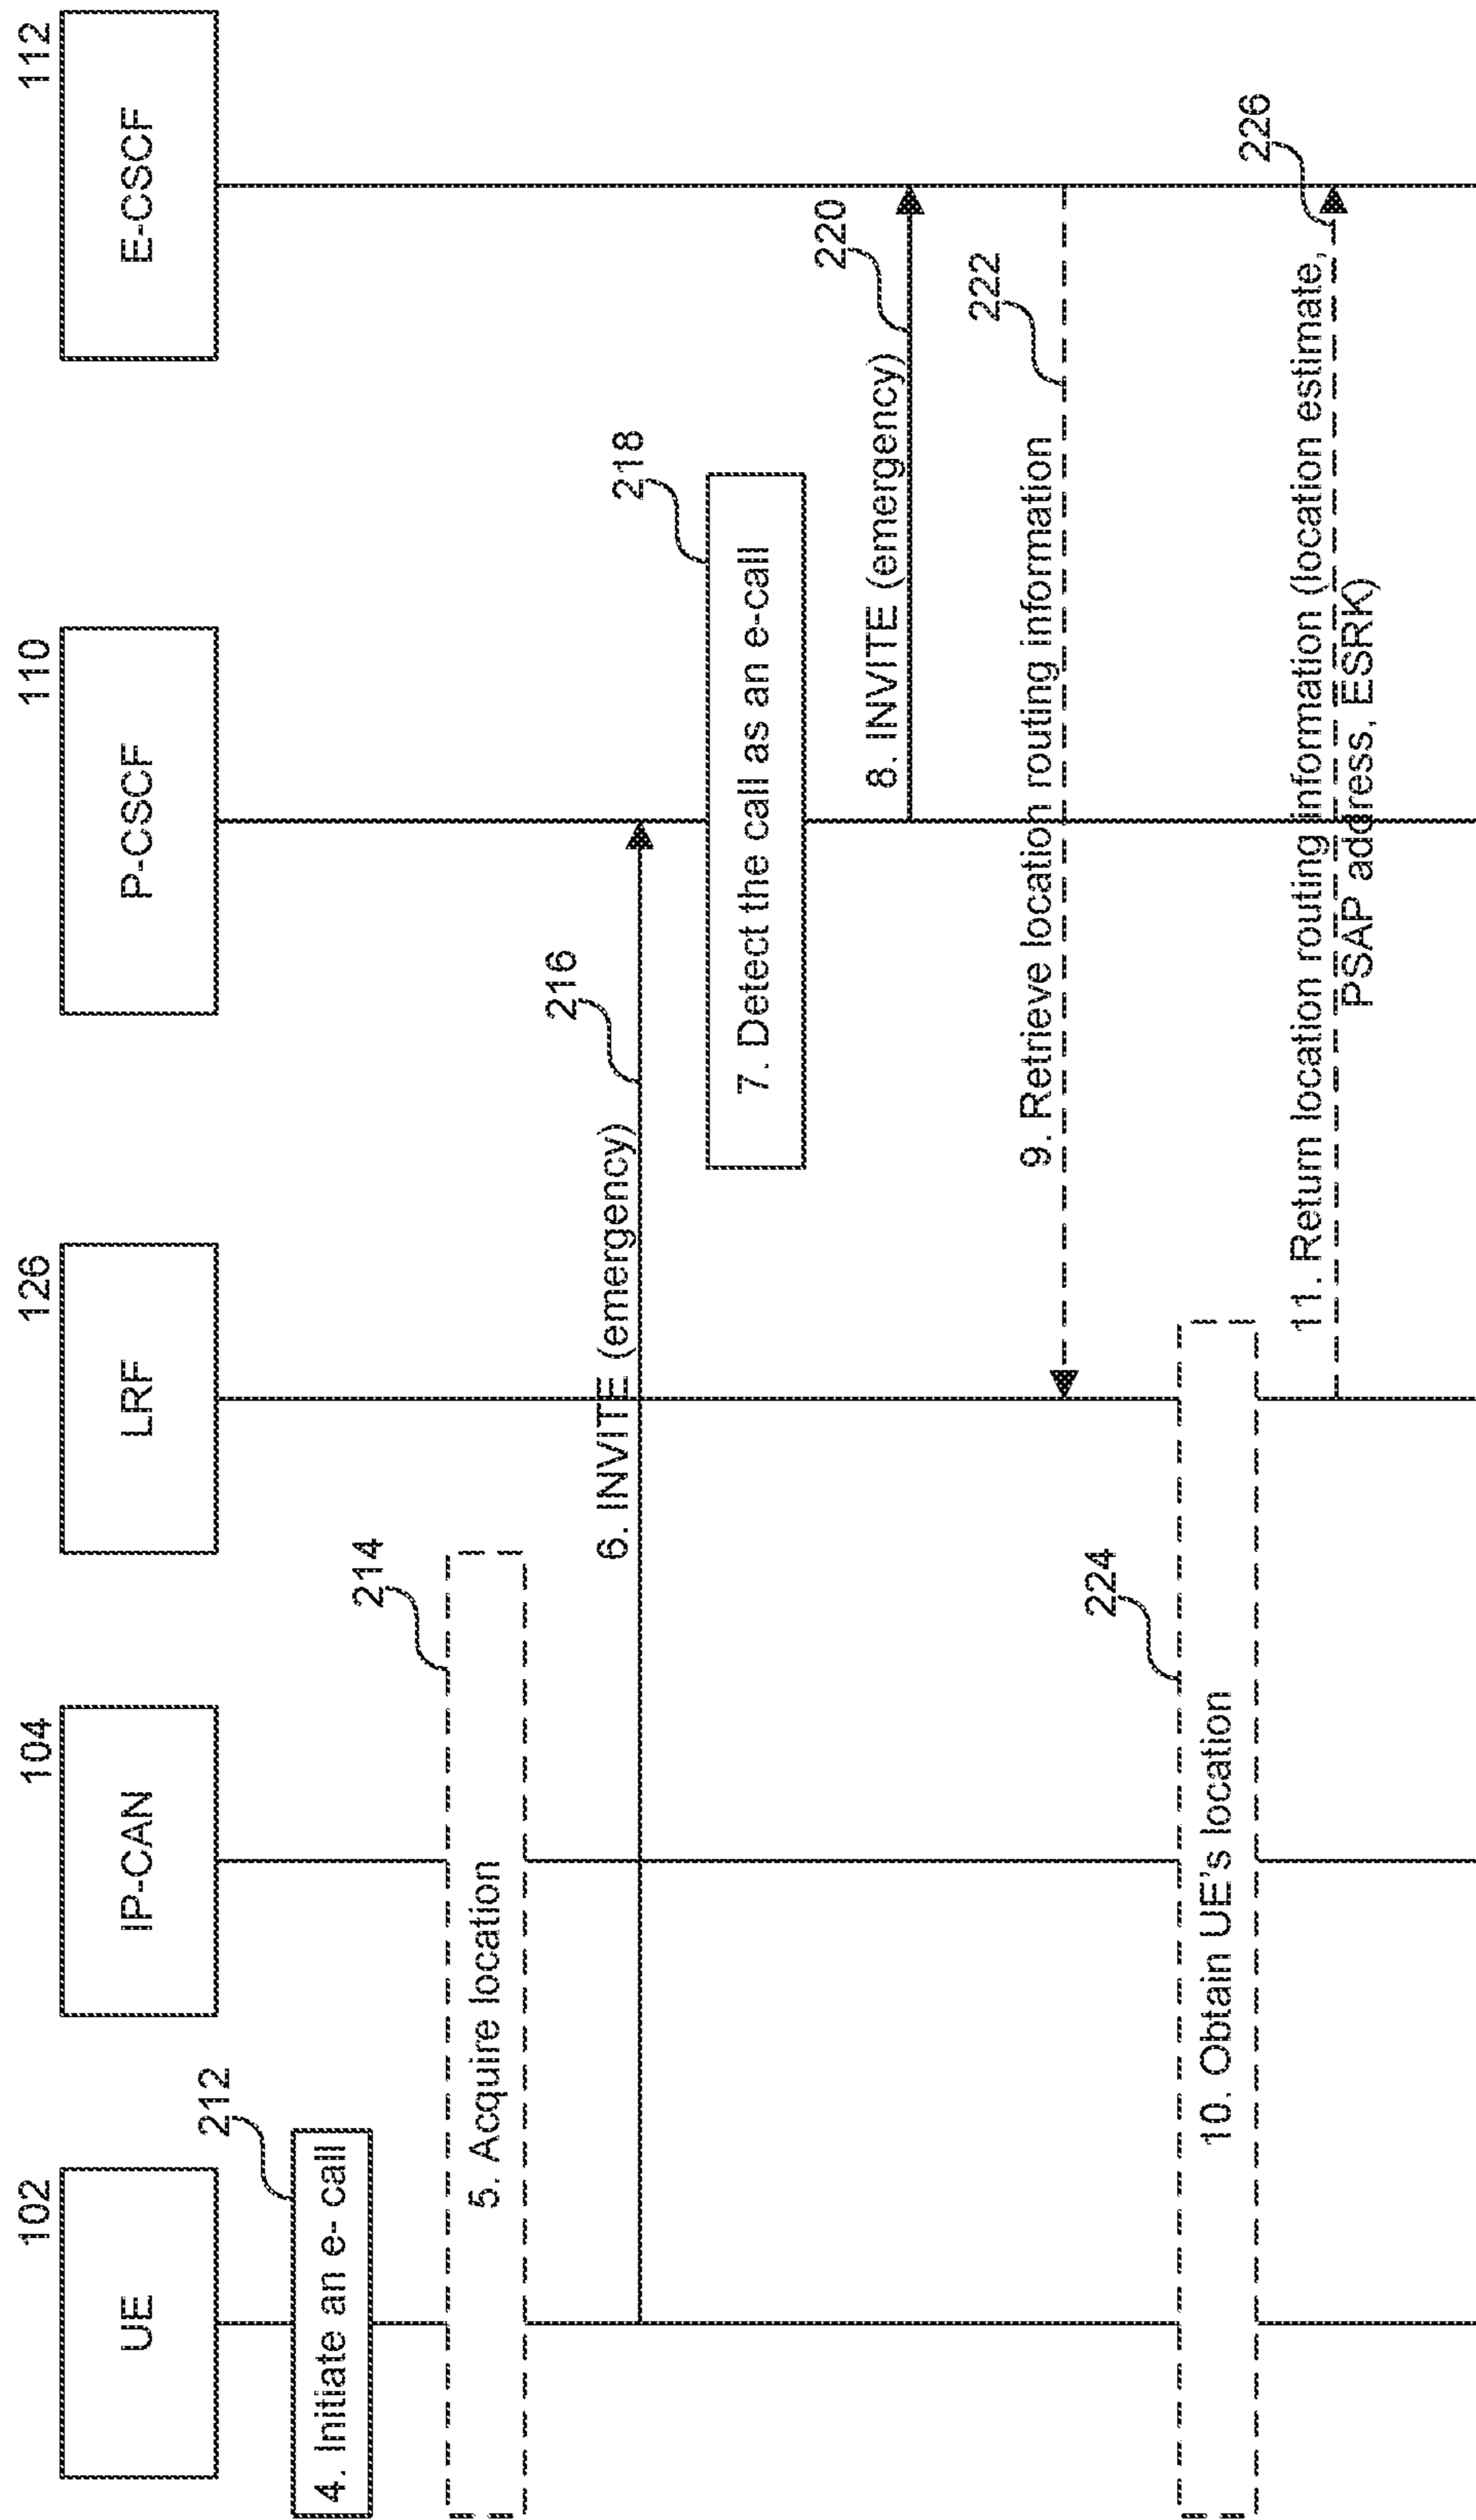 102
104
126
110
112
UE
IP-CAN
LRF
P-CSCF
E-CSCF
212
4. Initiate an e- call
214
5. Acquire location
216
6. INVITE (emergency)
218
7. Detect the call as an e-call
220
8. INVITE (emergency)
222
9. Retrieve location routing information
224
10. Obtain UE's location
226
11. Return location routing information (location estimate,
PSAP address, ESRK)